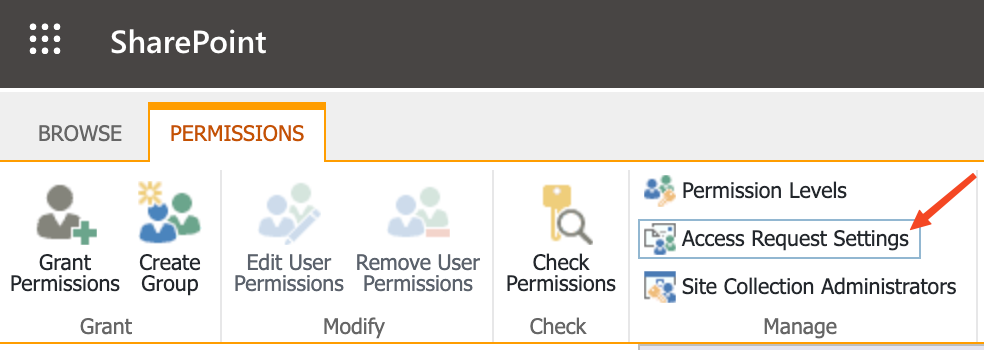 SharePoint
BROWSE
PERMISSIONS
Grant
Permissions
Create
Group
Grant
Edit User
Permissions
Remove User
Permissions
Modify
Check
Permissions
Check
Permission Levels
Access Request Settings
Site Collection Administrators
Manage